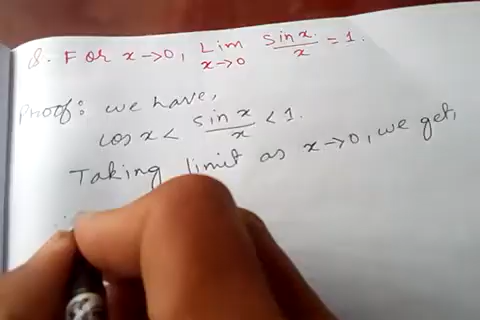 8. For x→0, Lim x→0 sin x/x = 1.
Proof: we have,
cos x < sin x/x < 1.
Taking limit as x→0, we get,